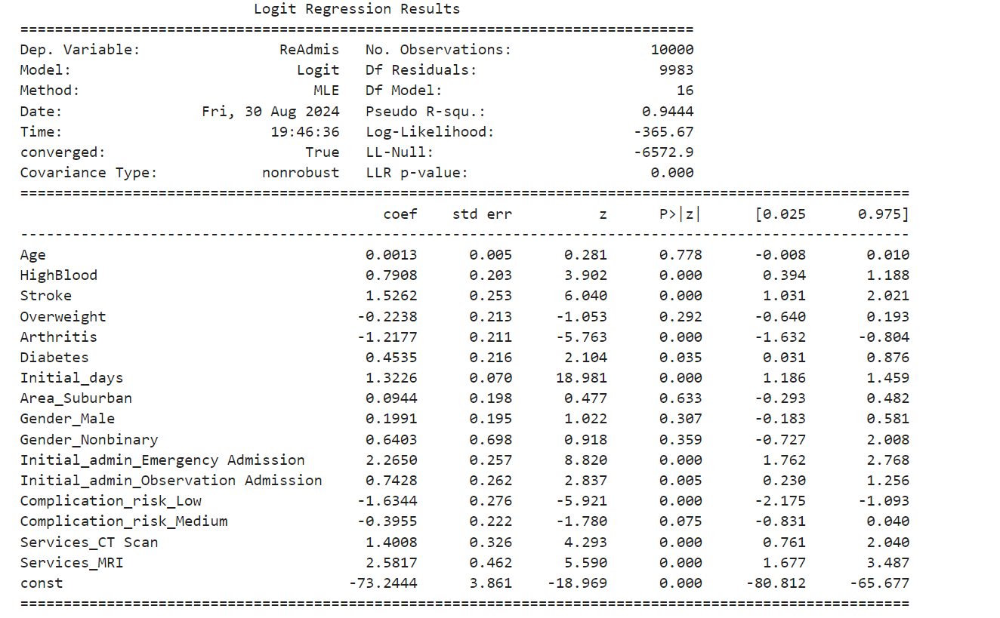 Logit Regression Results
==============================================================================
Dep. Variable:                 ReAdmis   No. Observations:                10000
Model:                           Logit   Df Residuals:                     9983
Method:                            MLE   Df Model:                           16
Date:                 Fri, 30 Aug 2024   Pseudo R-squ.:                  0.9444
Time:                         19:46:36   Log-Likelihood:                -365.67
converged:                        True   LL-Null:                       -6572.9
Covariance Type:             nonrobust   LLR p-value:                     0.000
=======================================================================================================
                                          coef    std err          z      P>|z|      [0.025      0.975]
-------------------------------------------------------------------------------------------------------
Age                                     0.0013      0.005      0.281      0.778      -0.008       0.010
HighBlood                               0.7908      0.203      3.902      0.000       0.394       1.188
Stroke                                  1.5262      0.253      6.040      0.000       1.031       2.021
Overweight                             -0.2238      0.213     -1.053      0.292      -0.640       0.193
Arthritis                              -1.2177      0.211     -5.763      0.000      -1.632      -0.804
Diabetes                                0.4535      0.216      2.104      0.035       0.031       0.876
Initial_days                            1.3226      0.070     18.981      0.000       1.186       1.459
Area_Suburban                           0.0944      0.198      0.477      0.633      -0.293       0.482
Gender_Male                             0.1991      0.195      1.022      0.307      -0.183       0.581
Gender_Nonbinary                        0.6403      0.698      0.918      0.359      -0.727       2.008
Initial_admin_Emergency Admission       2.2650      0.257      8.820      0.000       1.762       2.768
Initial_admin_Observation Admission     0.7428      0.262      2.837      0.005       0.230       1.256
Complication_risk_Low                  -1.6344      0.276     -5.921      0.000      -2.175      -1.093
Complication_risk_Medium               -0.3955      0.222     -1.780      0.075      -0.831       0.040
Services_CT Scan                        1.4008      0.326      4.293      0.000       0.761       2.040
Services_MRI                            2.5817      0.462      5.590      0.000       1.677       3.487
const                                 -73.2444      3.861    -18.969      0.000     -80.812     -65.677
=======================================================================================================